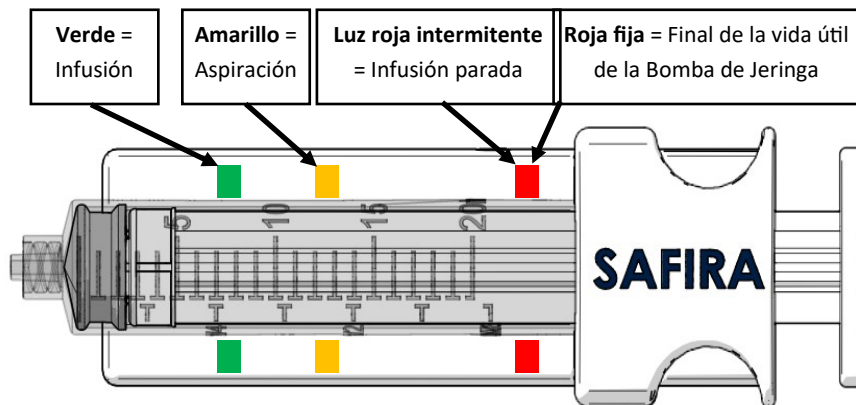 Verde =
Infusión
Amarillo =
Aspiración
Luz roja intermitente
= Infusión parada
Roja fija = Final de la vida útil
de la Bomba de Jeringa
5
10
15
20
SAFIRA